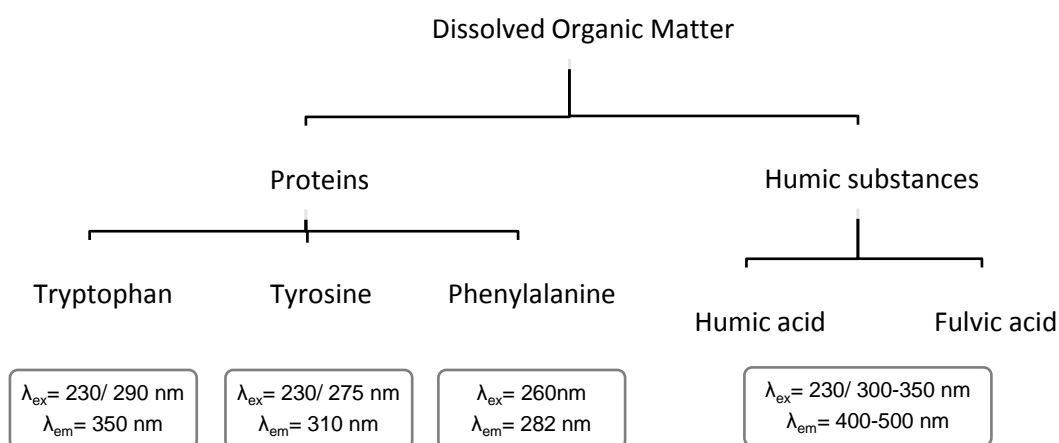 Dissolved Organic Matter
Proteins
Humic substances
Tryptophan
Tyrosine
Phenylalanine
Humic acid
Fulvic acid
λex= 230/ 290 nm
λem= 350 nm
λex= 230/ 275 nm
λem= 310 nm
λex= 260nm
λem= 282 nm
λex= 230/ 300-350 nm
λem= 400-500 nm